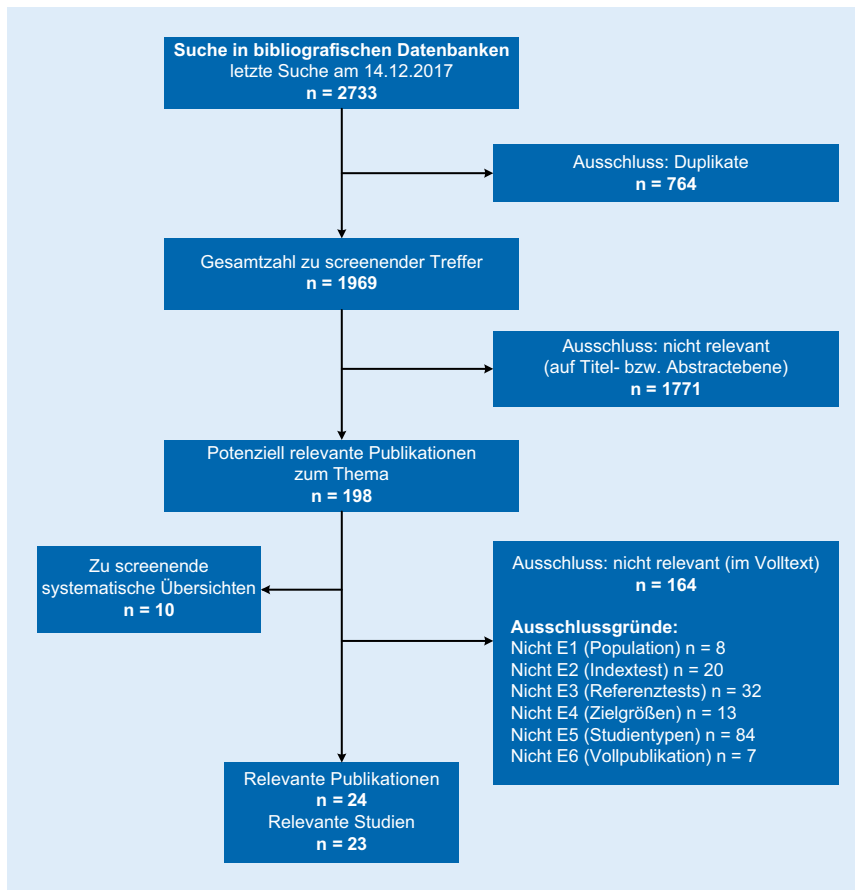 Suche in bibliografischen Datenbanken
letzte Suche am 14.12.2017
n = 2733
Ausschluss: Duplikate
n = 764
Gesamtzahl zu screenender Treffer
n = 1969
Ausschluss: nicht relevant
(auf Titel- bzw. Abstractebene)
n = 1771
Potenziell relevante Publikationen
zum Thema
n = 198
Zu screenende
systematische Übersichten
n = 10
Ausschluss: nicht relevant (im Volltext)
n = 164
Ausschlussgründe:
Nicht E1 (Population) n = 8
Nicht E2 (Indextest) n = 20
Nicht E3 (Referenztests) n = 32
Nicht E4 (Zielgrößen) n = 13
Nicht E5 (Studientypen) n = 84
Nicht E6 (Vollpublikation) n = 7
Relevante Publikationen
n = 24
Relevante Studien
n = 23